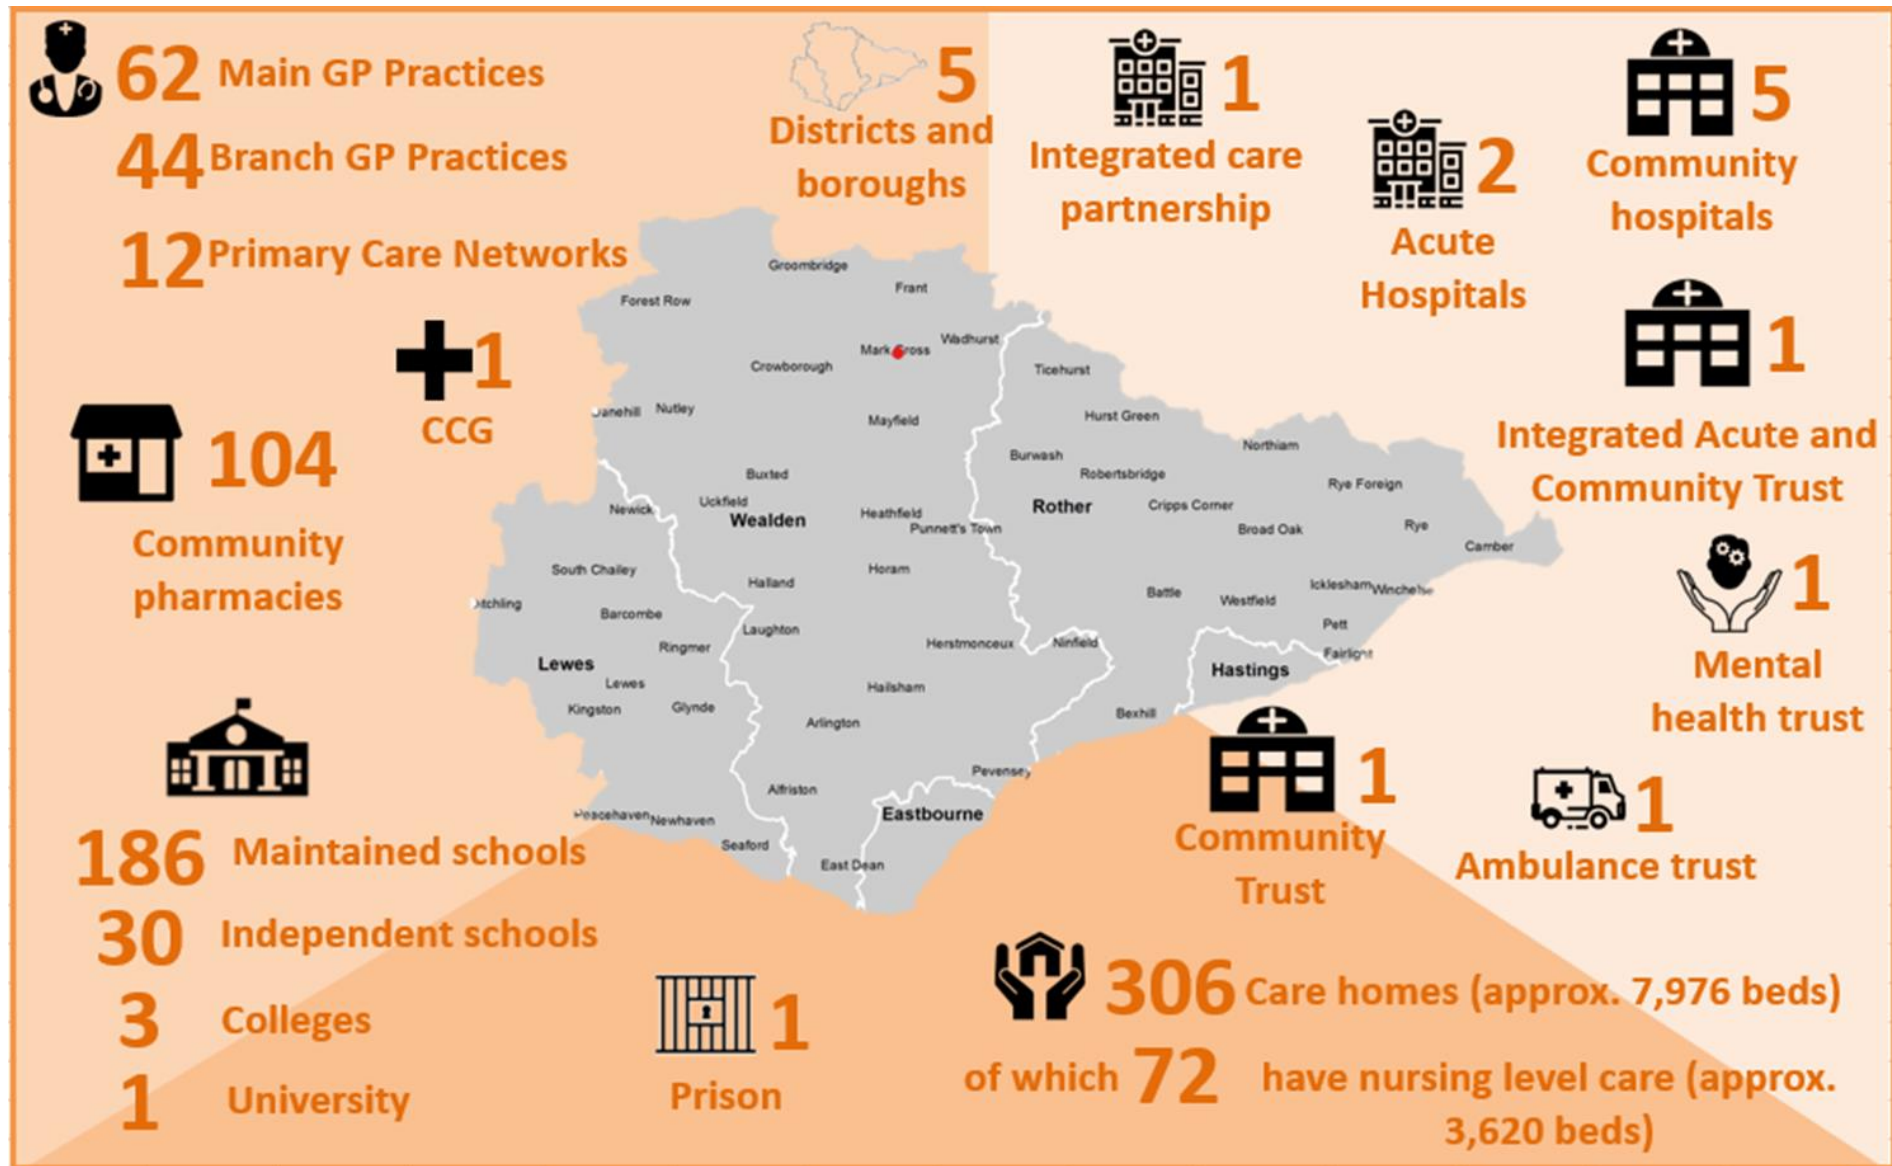 62 Main GP Practices
44 Branch GP Practices
12 Primary Care Networks
1
CCG
104
Community
pharmacies
186 Maintained schools
30 Independent schools
3 Colleges
1 University
5
Districts and
boroughs
1
Integrated care
partnership
2
Acute
Hospitals
5
Community
hospitals
1
Integrated Acute and
Community Trust
1
Mental
health trust
1
Ambulance trust
1
Community
Trust
1
Prison
306 Care homes (approx. 7,976 beds)
of which 72 have nursing level care (approx.
3,620 beds)
Groombridge
Frant
Forest Row
Wadhurst
Mark Cross
Crowborough
Ticehurst
Nutley
Mayfield
Hurst Green
Northiam
Burwash
Robertsbridge
Buxted
Rye Foreign
Uckfield
Newick
Wealden
Heathfield
Rother
Cripps Corner
Punnett's Town
Broad Oak
Rye
Camber
South Chailey
Horam
Halland
Battle
Westfield
Icklesham
Barcombe
Laughton
Pett
Ringmer
Herstmonceux
Ninfield
Fairlight
Lewes
Hastings
Lewes
Hailsham
Kingston
Glynde
Arlington
Bexhill
Pevensey
Alfriston
Newhaven
Eastbourne
Seaford
East Dean